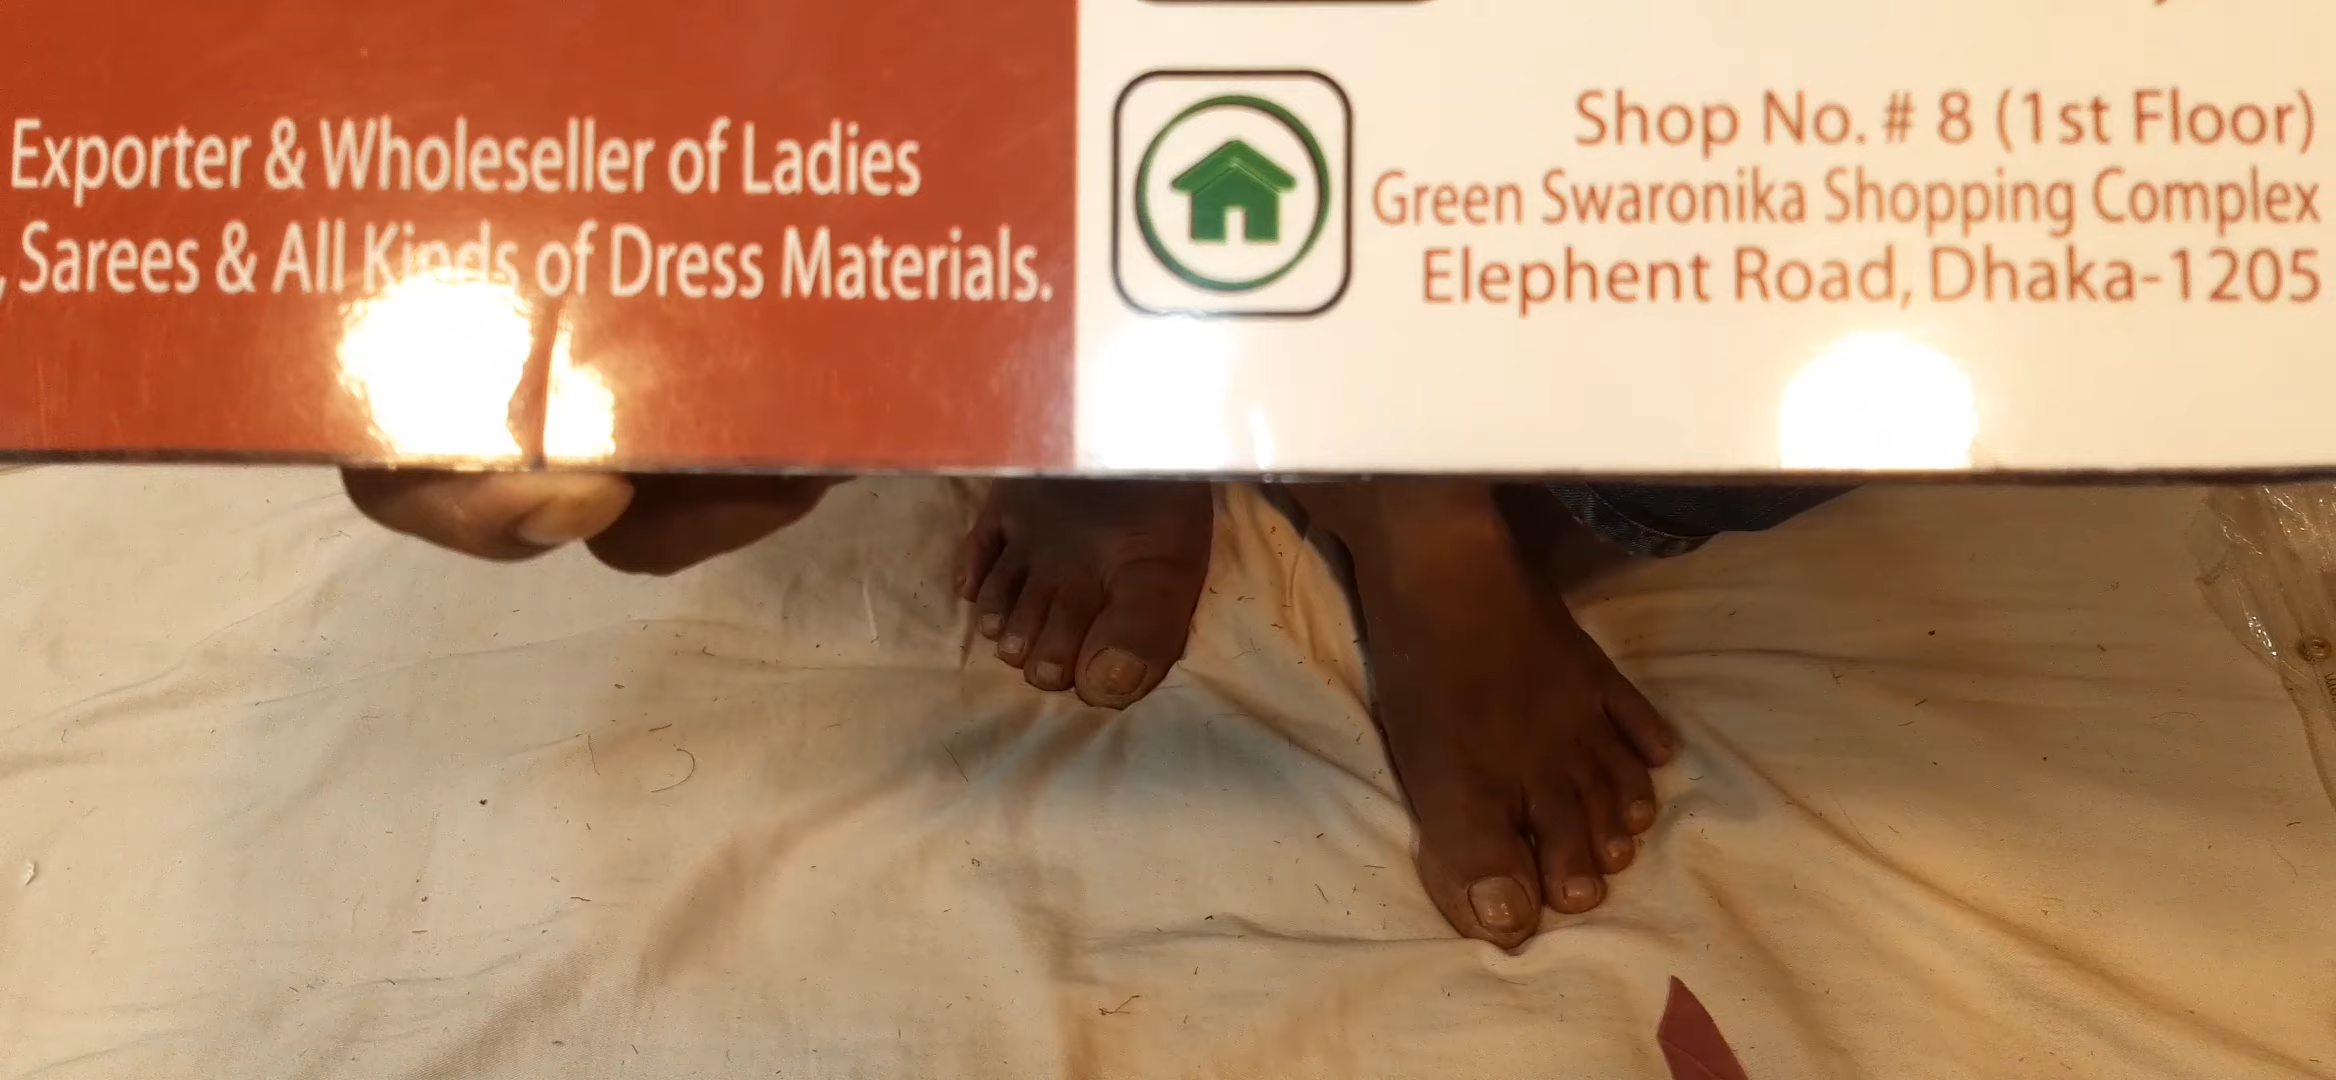 Exporter & Wholeseller of Ladies
, Sarees & All Kinds of Dress Materials.
Shop No. # 8 (1st Floor)
Green Swaronika Shopping Complex
Elephent Road, Dhaka-1205